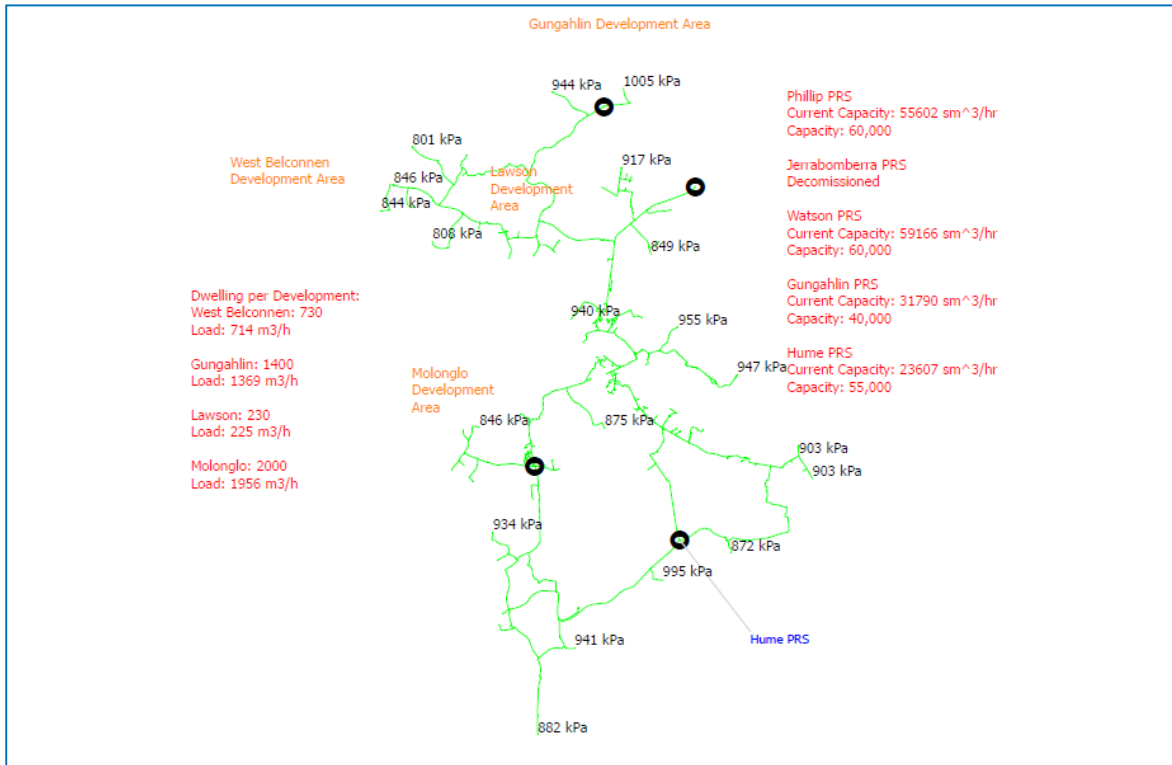 Gungahlin Development Area
944 kPa
1005 kPa
801 kPa
West Belconnen
Development Area
846 kPa
844 kPa
808 kPa
Lawson
Development
Area
917 kPa
849 kPa
Phillip PRS
Current Capacity: 55602 sm^3/hr
Capacity: 60,000
Jerrabomberra PRS
Decomissioned
Watson PRS
Current Capacity: 59166 sm^3/hr
Capacity: 60,000
Gungahlin PRS
Current Capacity: 31790 sm^3/hr
Capacity: 40,000
Hume PRS
Current Capacity: 23607 sm^3/hr
Capacity: 55,000
Dwelling per Development:
West Belconnen: 730
Load: 714 m3/h
Gungahlin: 1400
Load: 1369 m3/h
Lawson: 230
Load: 225 m3/h
Molonglo: 2000
Load: 1956 m3/h
940 kPa
955 kPa
947 kPa
Molonglo
Development
Area
846 kPa
875 kPa
903 kPa
903 kPa
934 kPa
872 kPa
995 kPa
941 kPa
Hume PRS
882 kPa